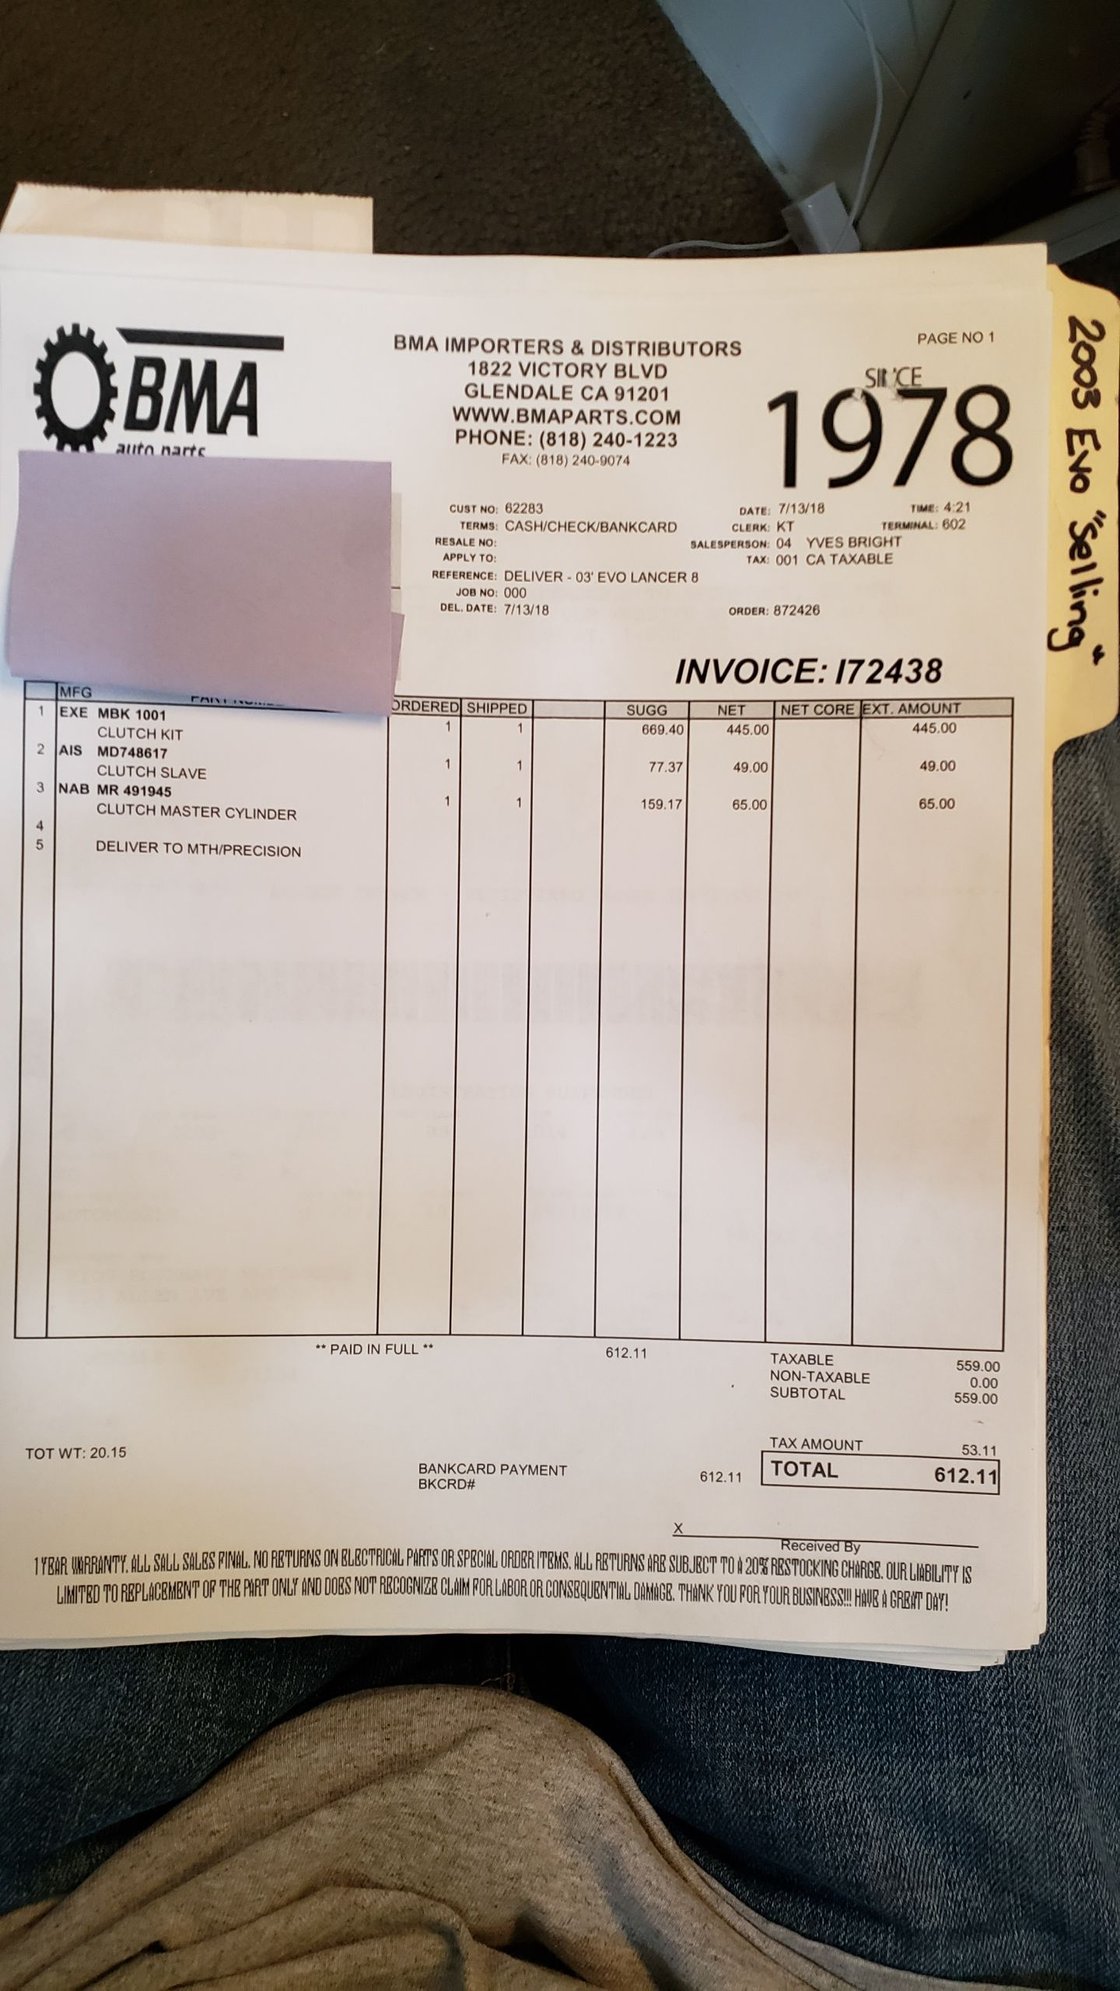 BMA
auto parts
BMA IMPORTERS & DISTRIBUTORS
1822 VICTORY BLVD
GLENDALE CA 91201
WWW.BMAPARTS.COM
PHONE: (818) 240-1223
FAX: (818) 240-9074
PAGE NO 1
SINCE
1978
2003 Evo "Selling"
CUST NO: 62283
TERMS: CASH/CHECK/BANKCARD
RESALE NO:
APPLY TO:
REFERENCE: DELIVER - 03' EVO LANCER 8
JOB NO: 000
DEL. DATE: 7/13/18
DATE: 7/13/18 TIME: 4:21
CLERK: KT TERMINAL: 602
SALESPERSON: 04 YVES BRIGHT
TAX: 001 CA TAXABLE
ORDER: 872426
INVOICE: I72438
MFG ORDERED SHIPPED SUGG NET NET CORE EXT. AMOUNT
1 EXE MBK 1001
CLUTCH KIT 1 1 669.40 445.00 445.00
2 AIS MD748617
CLUTCH SLAVE 1 1 77.37 49.00 49.00
3 NAB MR 491945
CLUTCH MASTER CYLINDER 1 1 159.17 65.00 65.00
4
5 DELIVER TO MTH/PRECISION
** PAID IN FULL ** 612.11
TAXABLE 559.00
NON-TAXABLE 0.00
SUBTOTAL 559.00
TAX AMOUNT 53.11
TOTAL 612.11
TOT WT: 20.15
BANKCARD PAYMENT 612.11
BKCRD#
X
Received By
1 YEAR WARRANTY. ALL SALL SALES FINAL. NO RETURNS ON ELECTRICAL PARTS OR SPECIAL ORDER ITEMS. ALL RETURNS ARE SUBJECT TO A 20% RESTOCKING CHARGE. OUR LIABILITY IS
LIMITED TO REPLACEMENT OF THE PART ONLY AND DOES NOT RECOGNIZE CLAIM FOR LABOR OR CONSEQUENTIAL DAMAGE. THANK YOU FOR YOUR BUSINESS!!! HAVE A GREAT DAY!